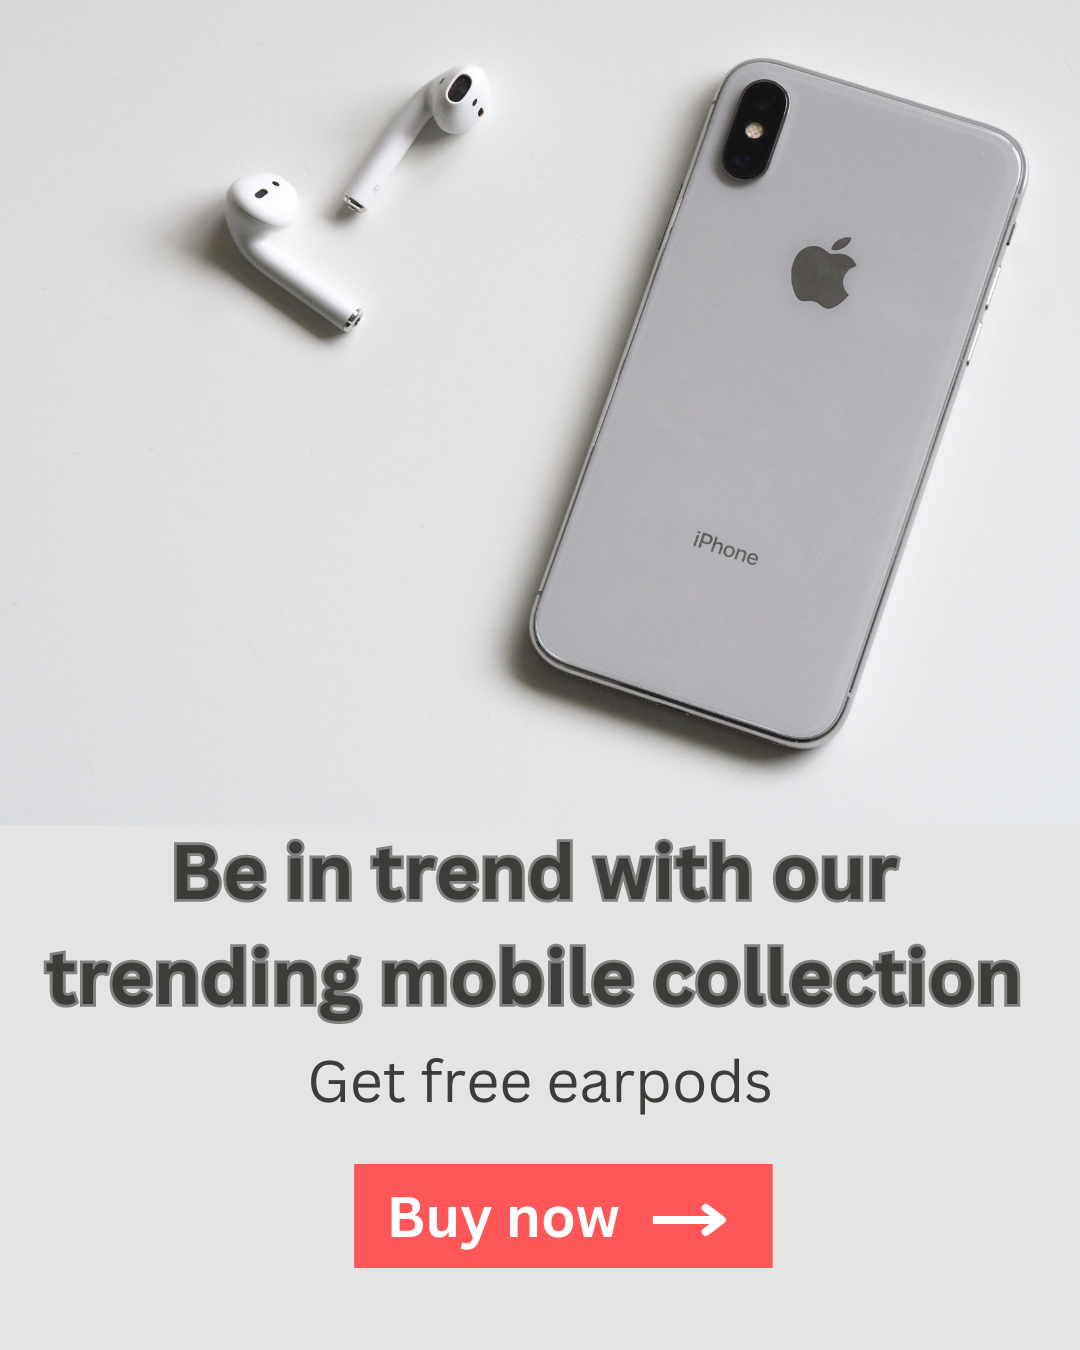 iPhone
Be in trend with our
trending mobile collection
Get free earpods
Buy now